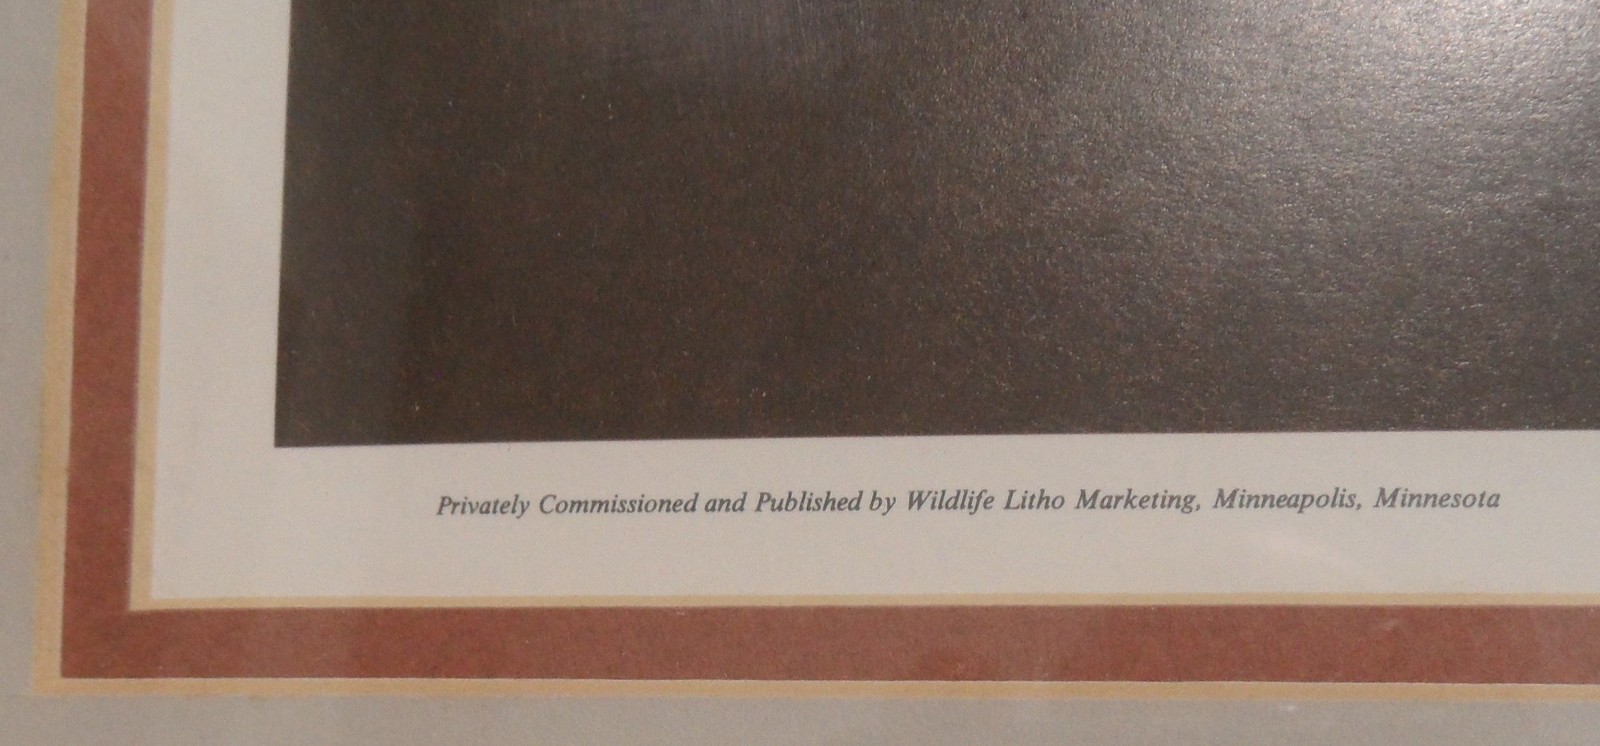 Privately Commissioned and Published by Wildlife Litho Marketing, Minneapolis, Minnesota